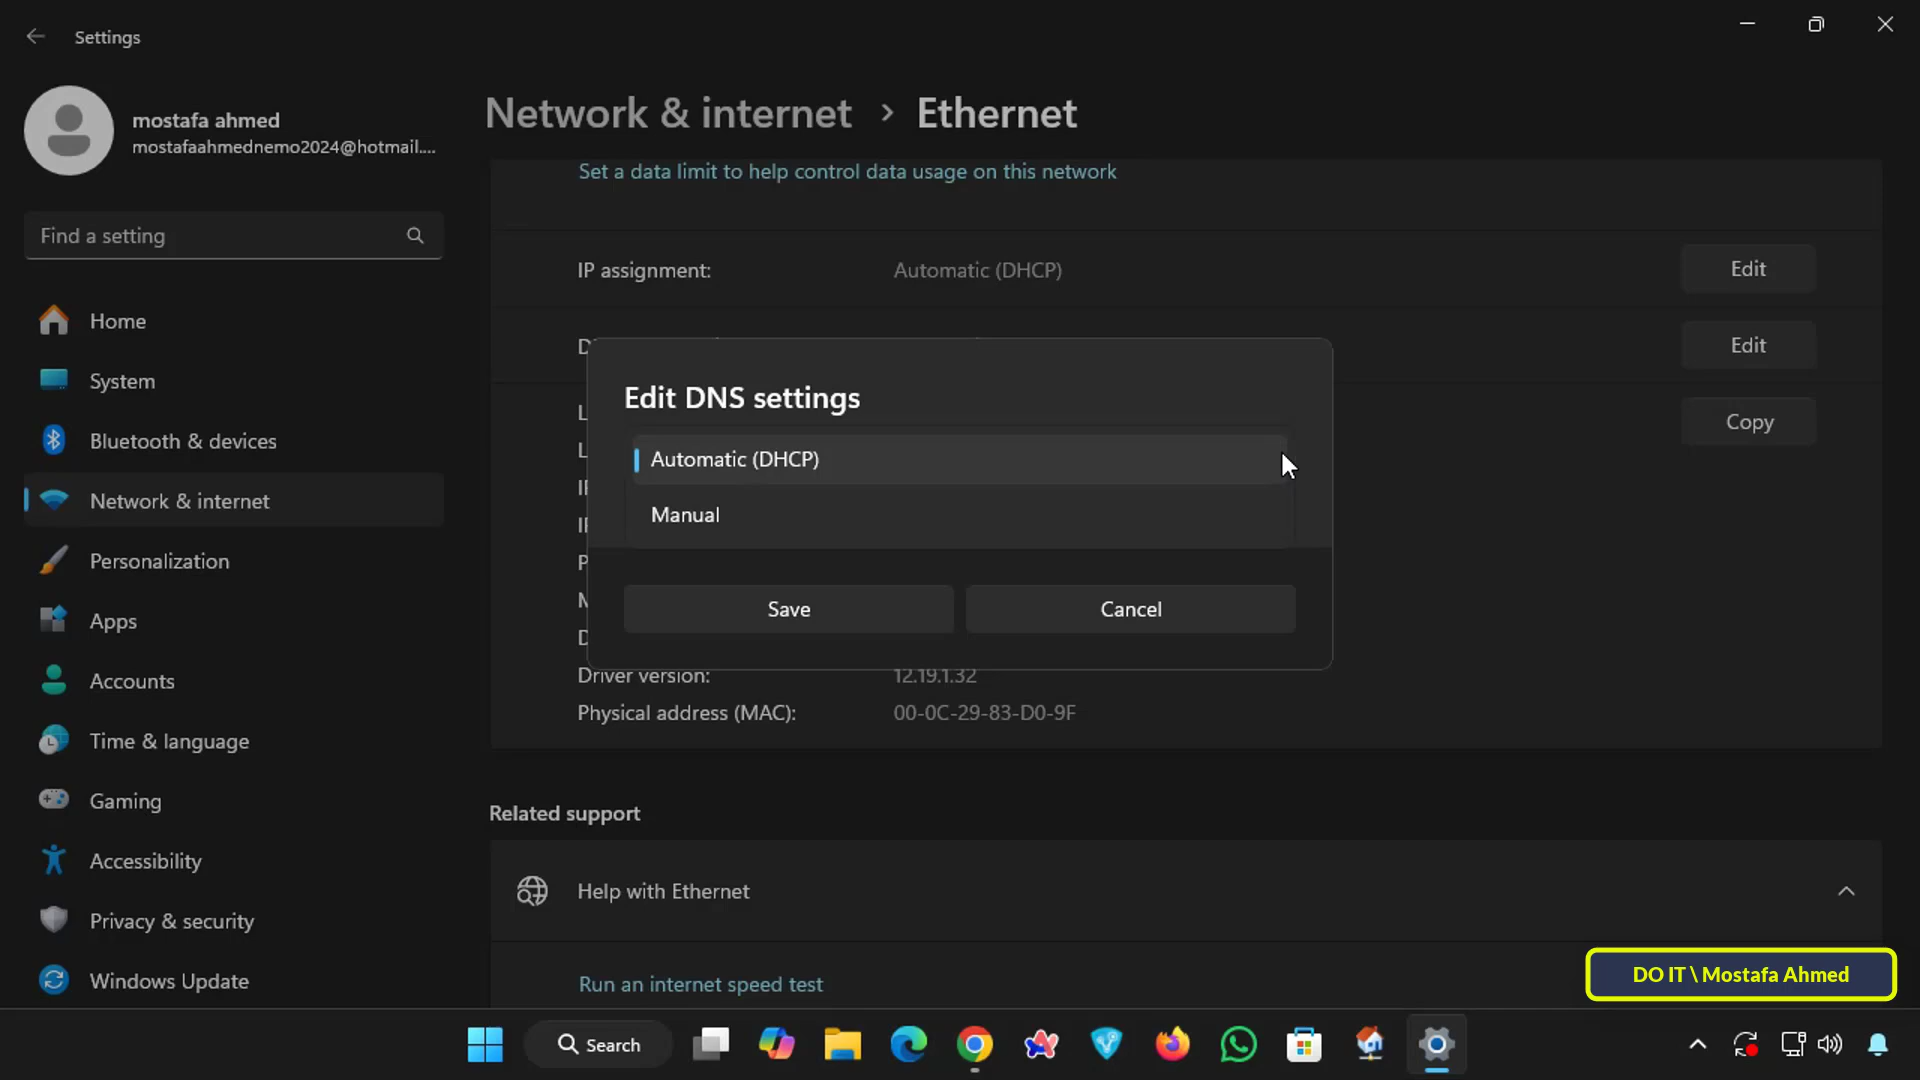 Settings
mostafa ahmed
mostafaahmednemo2024@hotmail....
Find a setting
Home
System
Bluetooth & devices
Network & internet
Personalization
Apps
Accounts
Time & language
Gaming
Accessibility
Privacy & security
Windows Update
Network & internet > Ethernet
Set a data limit to help control data usage on this network
IP assignment: Automatic (DHCP) Edit
Edit
Copy
Edit DNS settings
Automatic (DHCP)
Manual
Save Cancel
Driver version: 12.19.1.32
Physical address (MAC): 00-0C-29-83-D0-9F
Related support
Help with Ethernet
Run an internet speed test
DO IT \ Mostafa Ahmed
Search